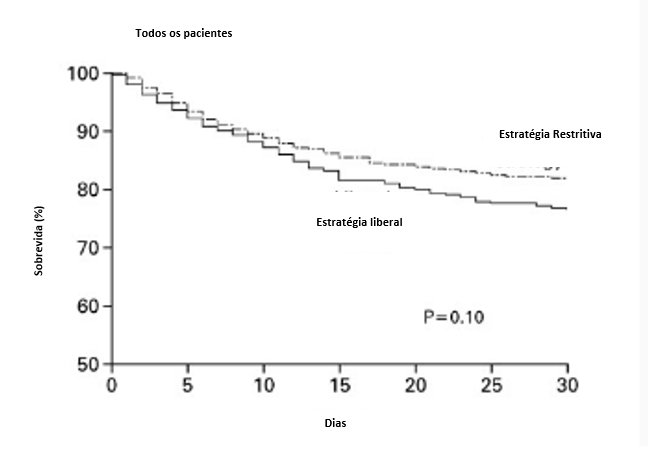 Todos os pacientes
100
90
80
70
60
50
Sobrevida (%)
Estratégia Restritiva
Estratégia liberal
P=0.10
0 5 10 15 20 25 30
Dias